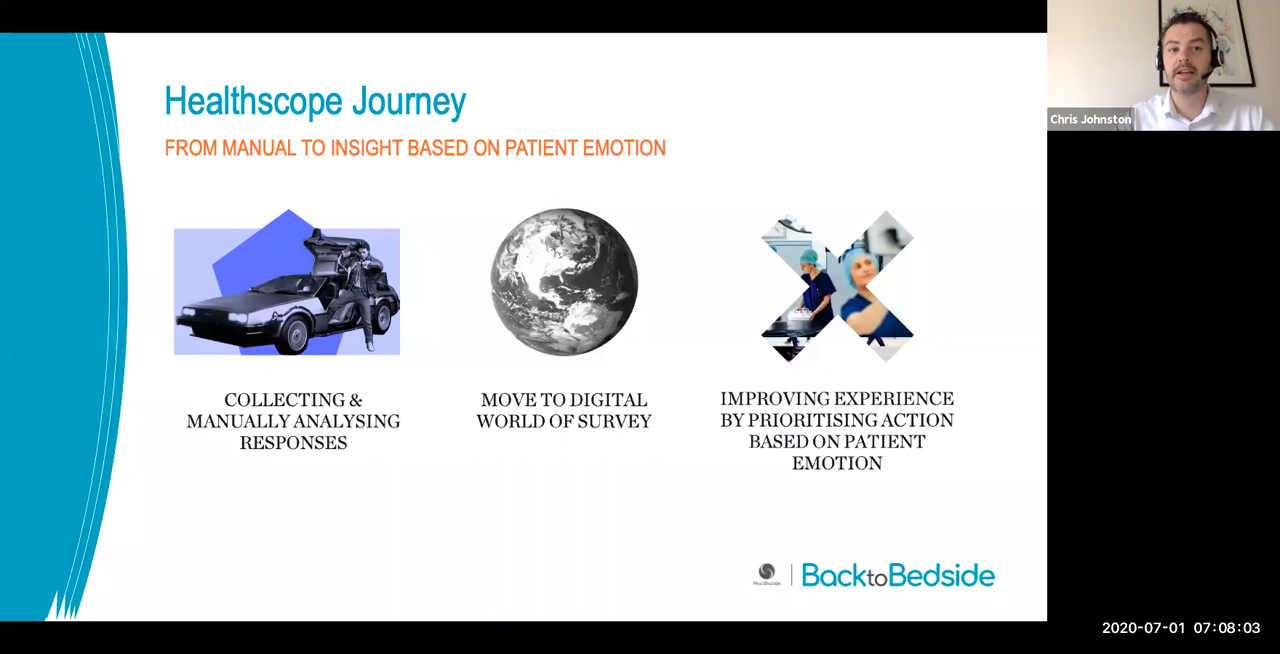 Healthscope Journey
FROM MANUAL TO INSIGHT BASED ON PATIENT EMOTION
COLLECTING &
MANUALLY ANALYSING
RESPONSES
MOVE TO DIGITAL
WORLD OF SURVEY
IMPROVING EXPERIENCE
BY PRIORITISING ACTION
BASED ON PATIENT
EMOTION
Healthscope
BacktoBedside
Chris Johnston
2020-07-01 07:08:03